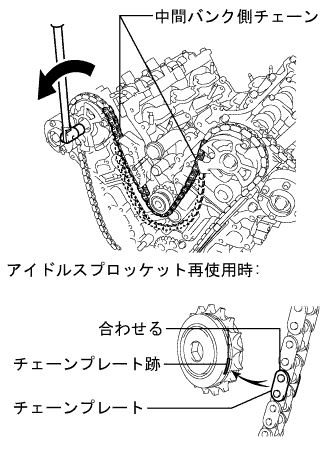 中間バンク側チェーン
アイドルスプロッケット再使用時:
合わせる
チェーンプレート跡
チェーンプレート